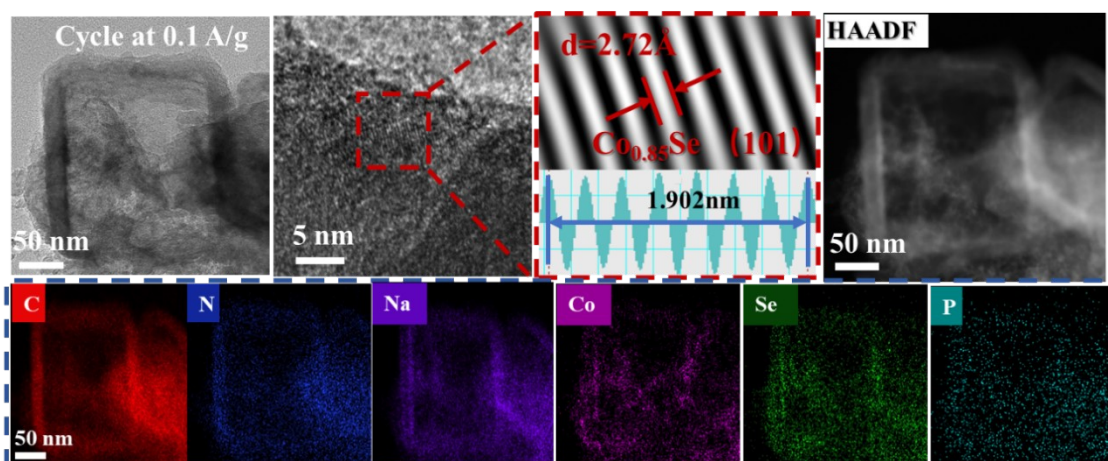 Cycle at 0.1 A/g
50 nm
5 nm
d=2.72Å
Co₀.₈₅Se (101)
1.902nm
HAADF
50 nm
C
N
Na
Co
Se
P
50 nm